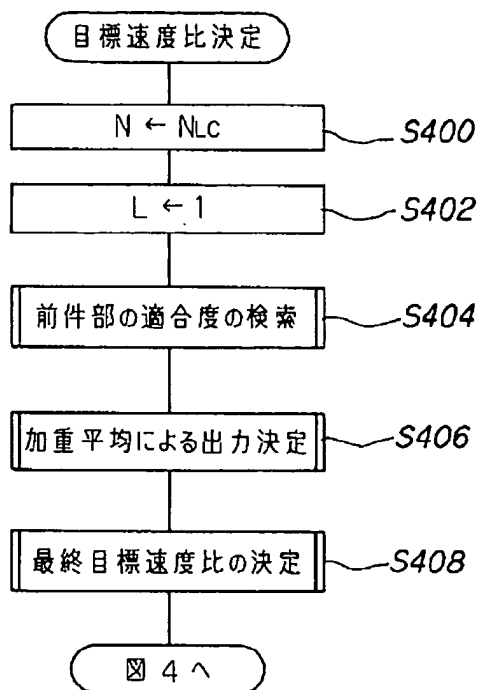 目標速度比決定
N ← NLC
S400
L ← 1
S402
前件部の適合度の検索
S404
加重平均による出力決定
S406
最終目標速度比の決定
S408
図 4 へ